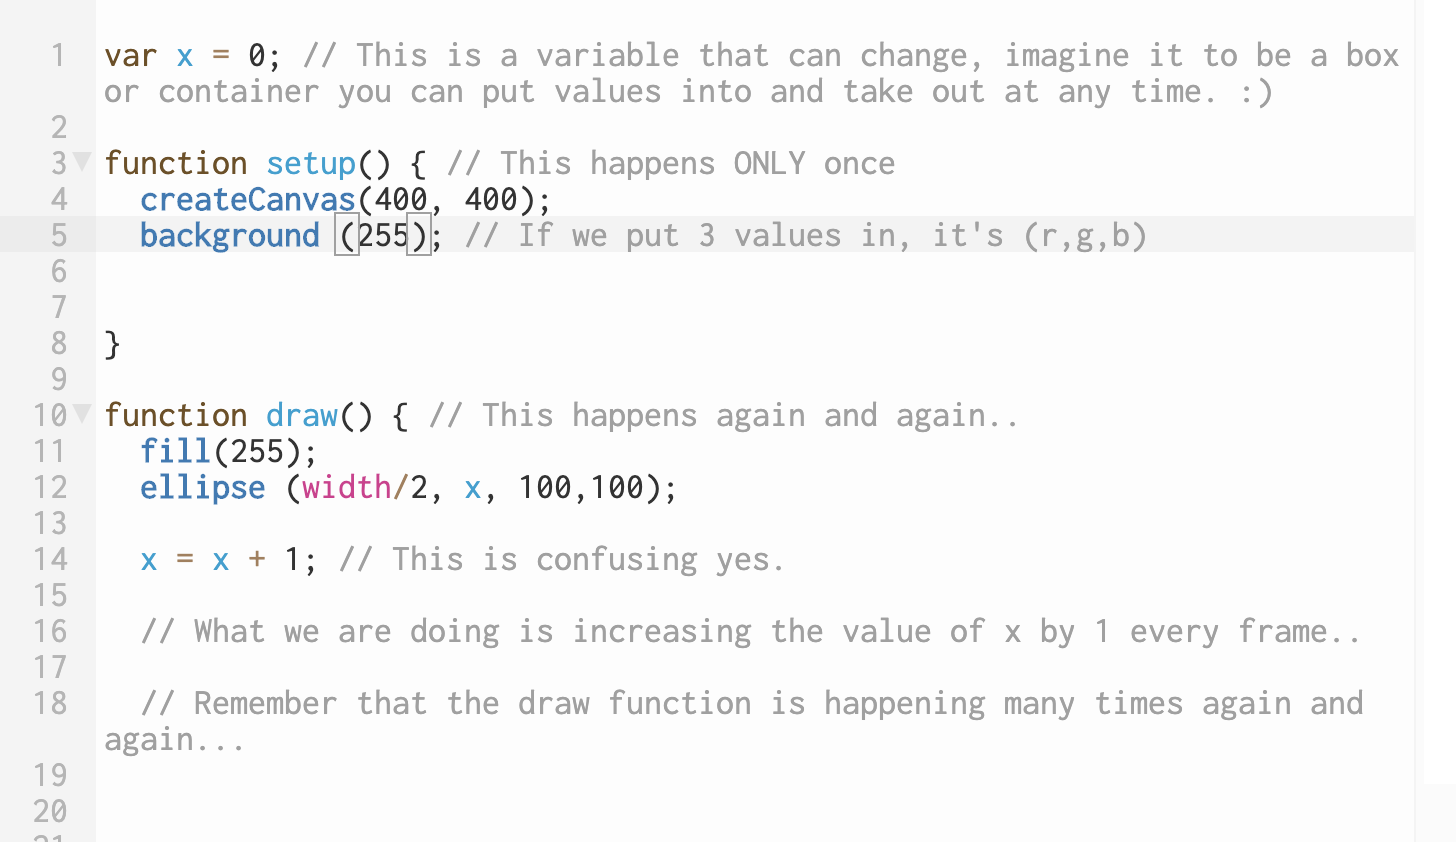 1 var x = 0; // This is a variable that can change, imagine it to be a box
or container you can put values into and take out at any time. :)
2
3 function setup() { // This happens ONLY once
4 createCanvas(400, 400);
5 background (255); // If we put 3 values in, it's (r,g,b)
6
7
8 }
9
10 function draw() { // This happens again and again..
11 fill(255);
12 ellipse (width/2, x, 100,100);
13
14 x = x + 1; // This is confusing yes.
15
16 // What we are doing is increasing the value of x by 1 every frame..
17
18 // Remember that the draw function is happening many times again and
again...
19
20